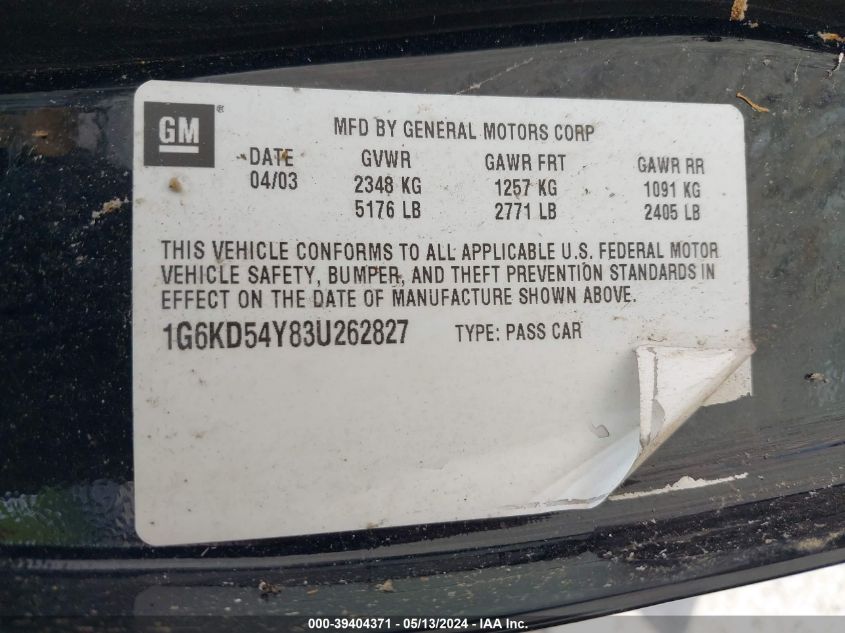 GM ®
MFD BY GENERAL MOTORS CORP
DATE GVWR GAWR FRT GAWR RR
04/03 2348 KG 1257 KG 1091 KG
5176 LB 2771 LB 2405 LB
THIS VEHICLE CONFORMS TO ALL APPLICABLE U.S. FEDERAL MOTOR
VEHICLE SAFETY, BUMPER, AND THEFT PREVENTION STANDARDS IN
EFFECT ON THE DATE OF MANUFACTURE SHOWN ABOVE.
1G6KD54Y83U262827 TYPE: PASS CAR
000-39404371 - 05/13/2024 - IAA Inc.